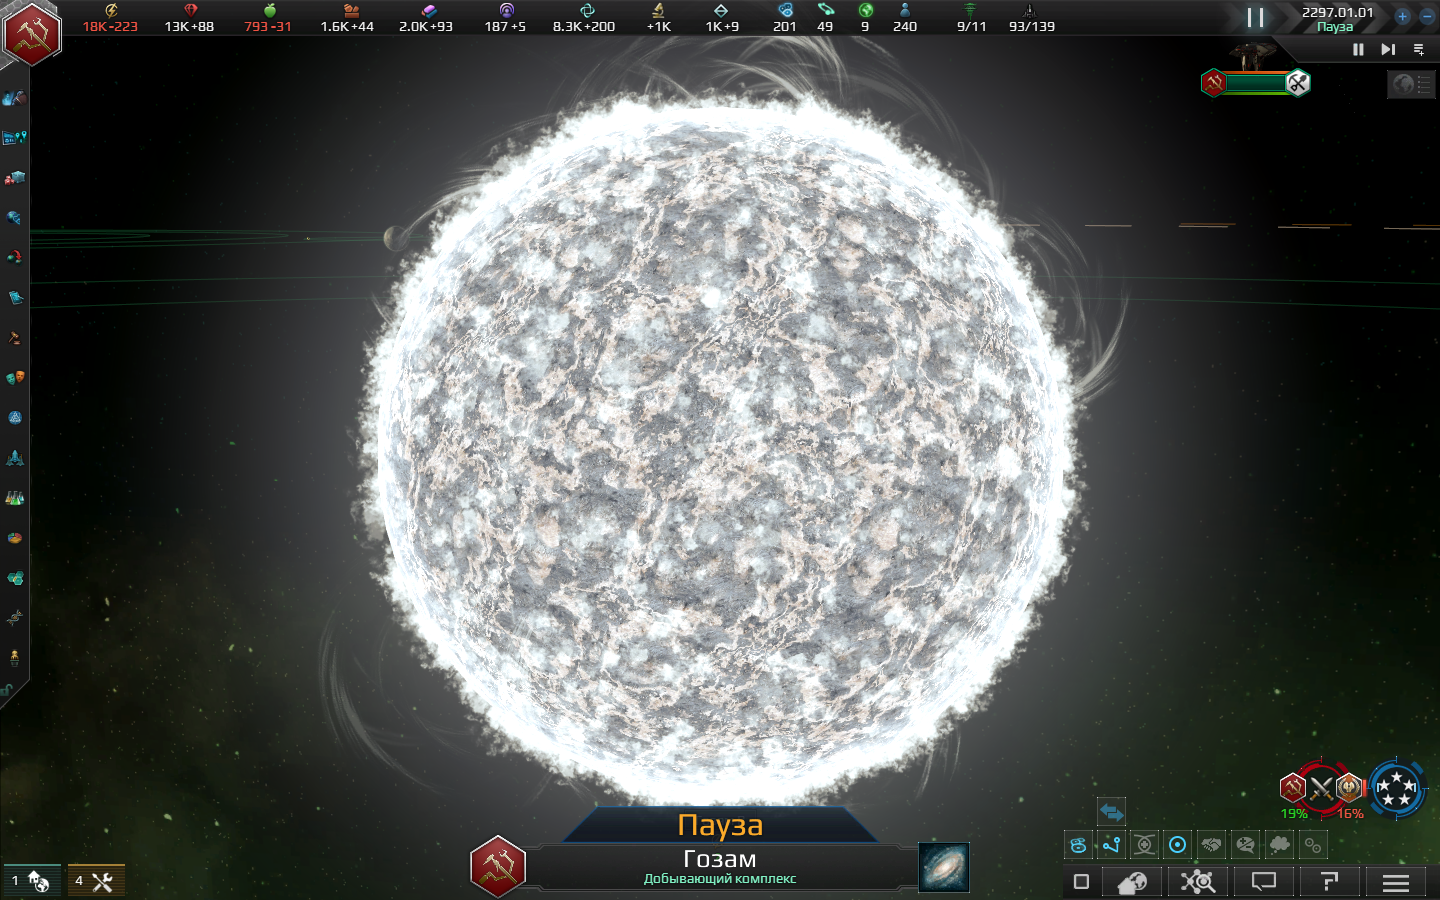 18K-223 13K+88 793-31 1.6K+44 2.0K+93 187+5 8.3K+200 +1K 1K+9 201 49 9 240 9/11 93/139
2297.01.01
Пауза
19% 16%
Пауза
Гозам
Добывающий комплекс
1 4